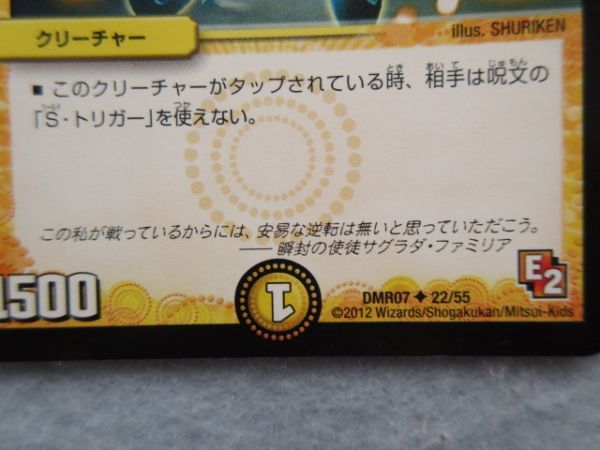 クリーチャー
illus. SHURIKEN
■ このクリーチャーがタップされている時、相手は呪文の
「S・トリガー」を使えない。
この私が戦っているからには、安易な逆転は無いと思っていただこう。
―― 瞬封の使徒サグラダ・ファミリア
1500
1
DMR07 ◆ 22/55
©2012 Wizards/Shogakukan/Mitsui-Kids
E2